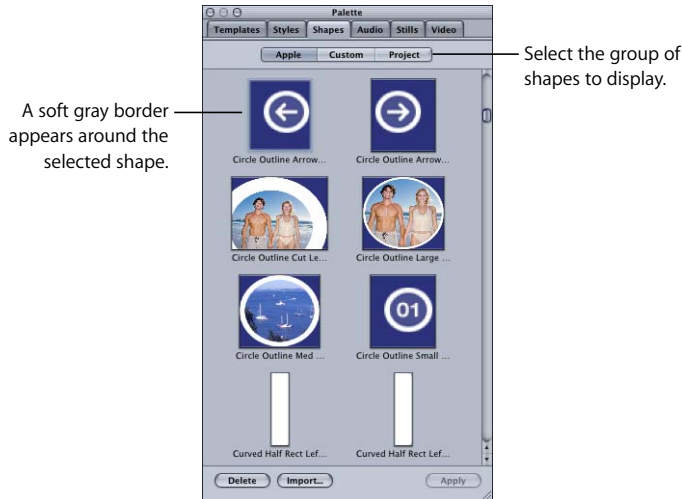 Palette
Templates Styles Shapes Audio Stills Video
Apple Custom Project
Select the group of
shapes to display.
A soft gray border
appears around the
selected shape.
Circle Outline Arrow...
Circle Outline Arrow...
Circle Outline Cut Le...
Circle Outline Large ...
01
Circle Outline Med ...
Circle Outline Small ...
Curved Half Rect Lef...
Curved Half Rect Lef...
Delete Import... Apply